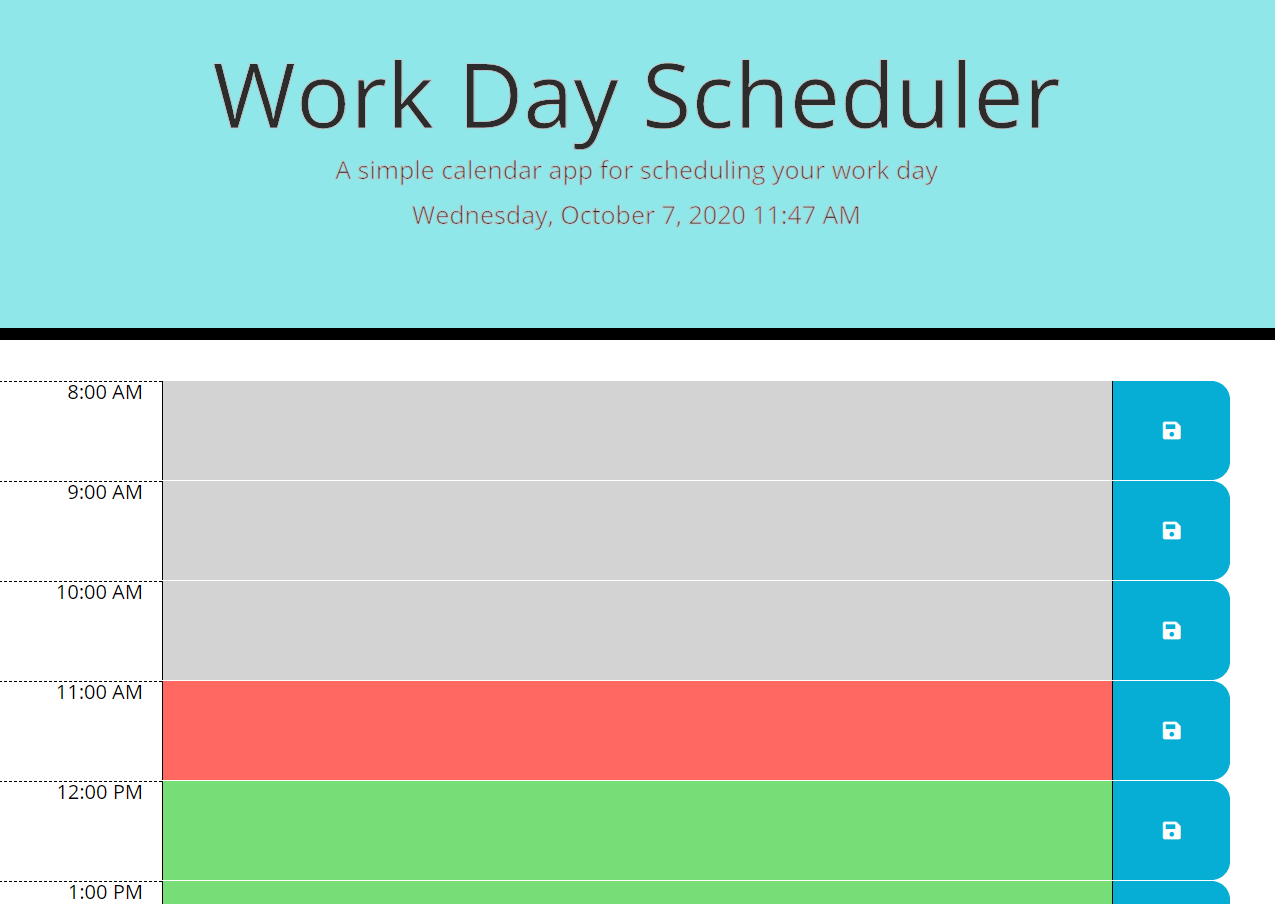 Work Day Scheduler
A simple calendar app for scheduling your work day
Wednesday, October 7, 2020 11:47 AM
8:00 AM
9:00 AM
10:00 AM
11:00 AM
12:00 PM
1:00 PM